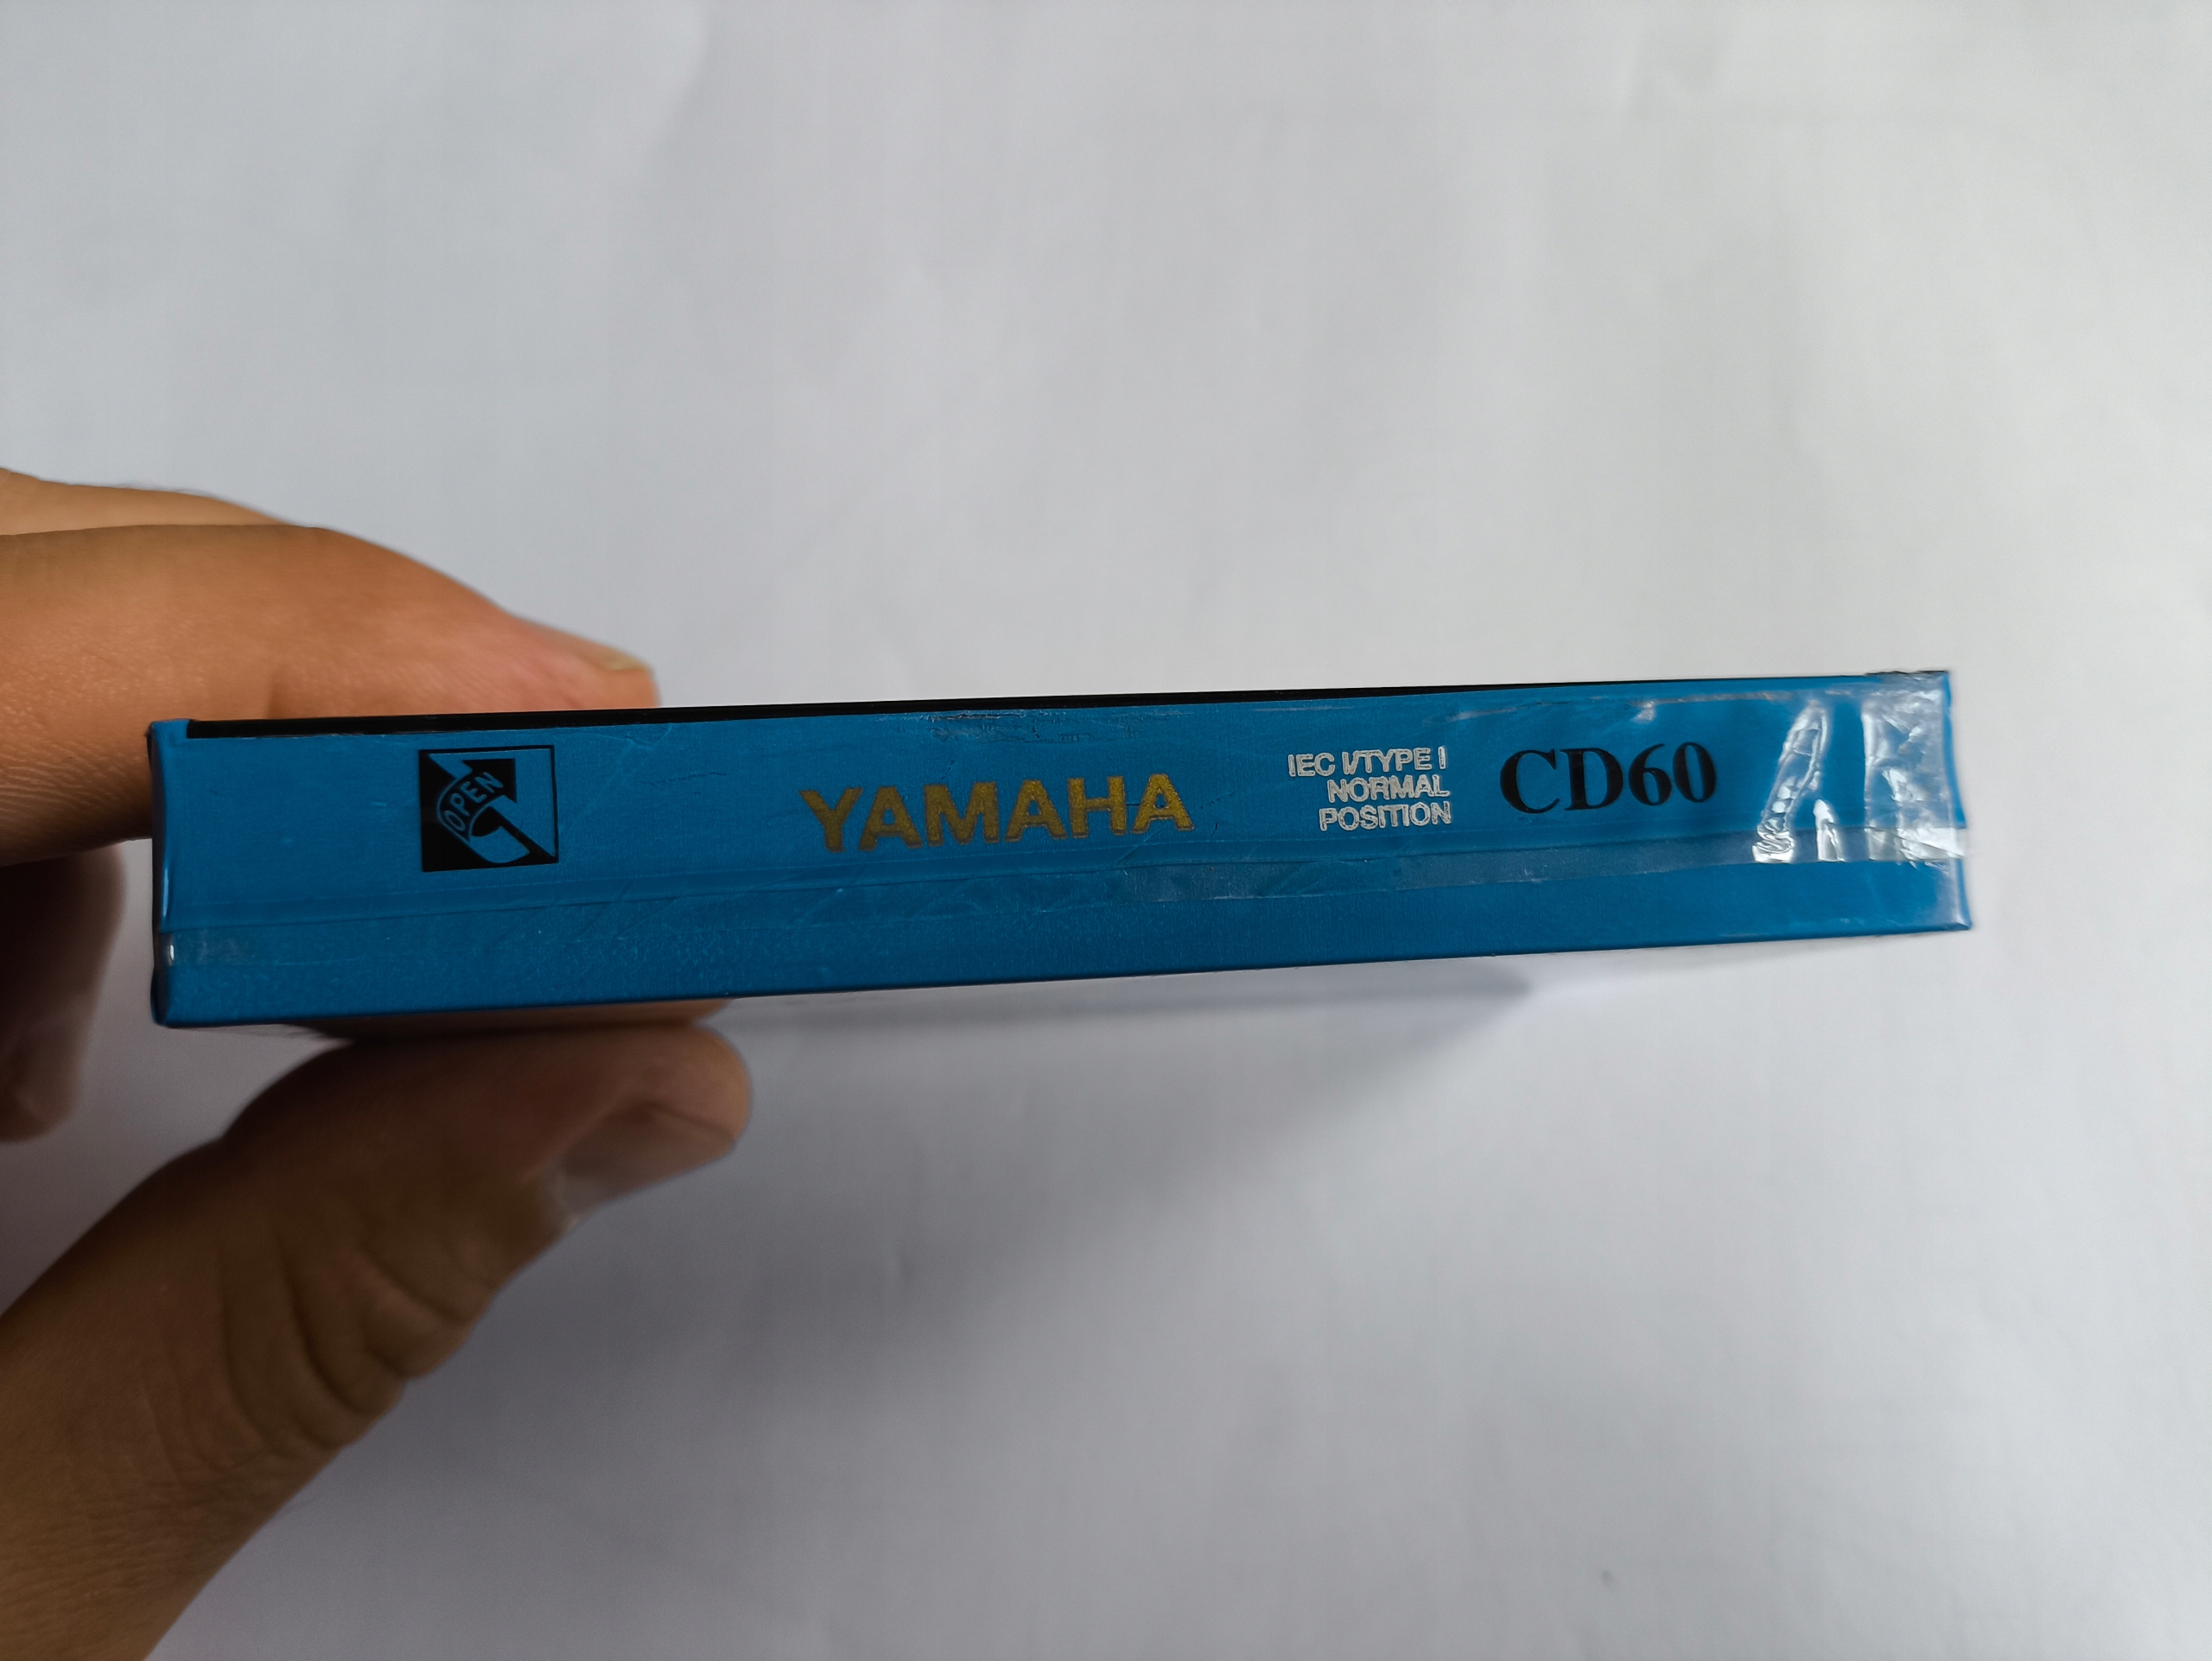 OPEN
YAMAHA
IEC I/TYPE I
NORMAL
POSITION
CD60